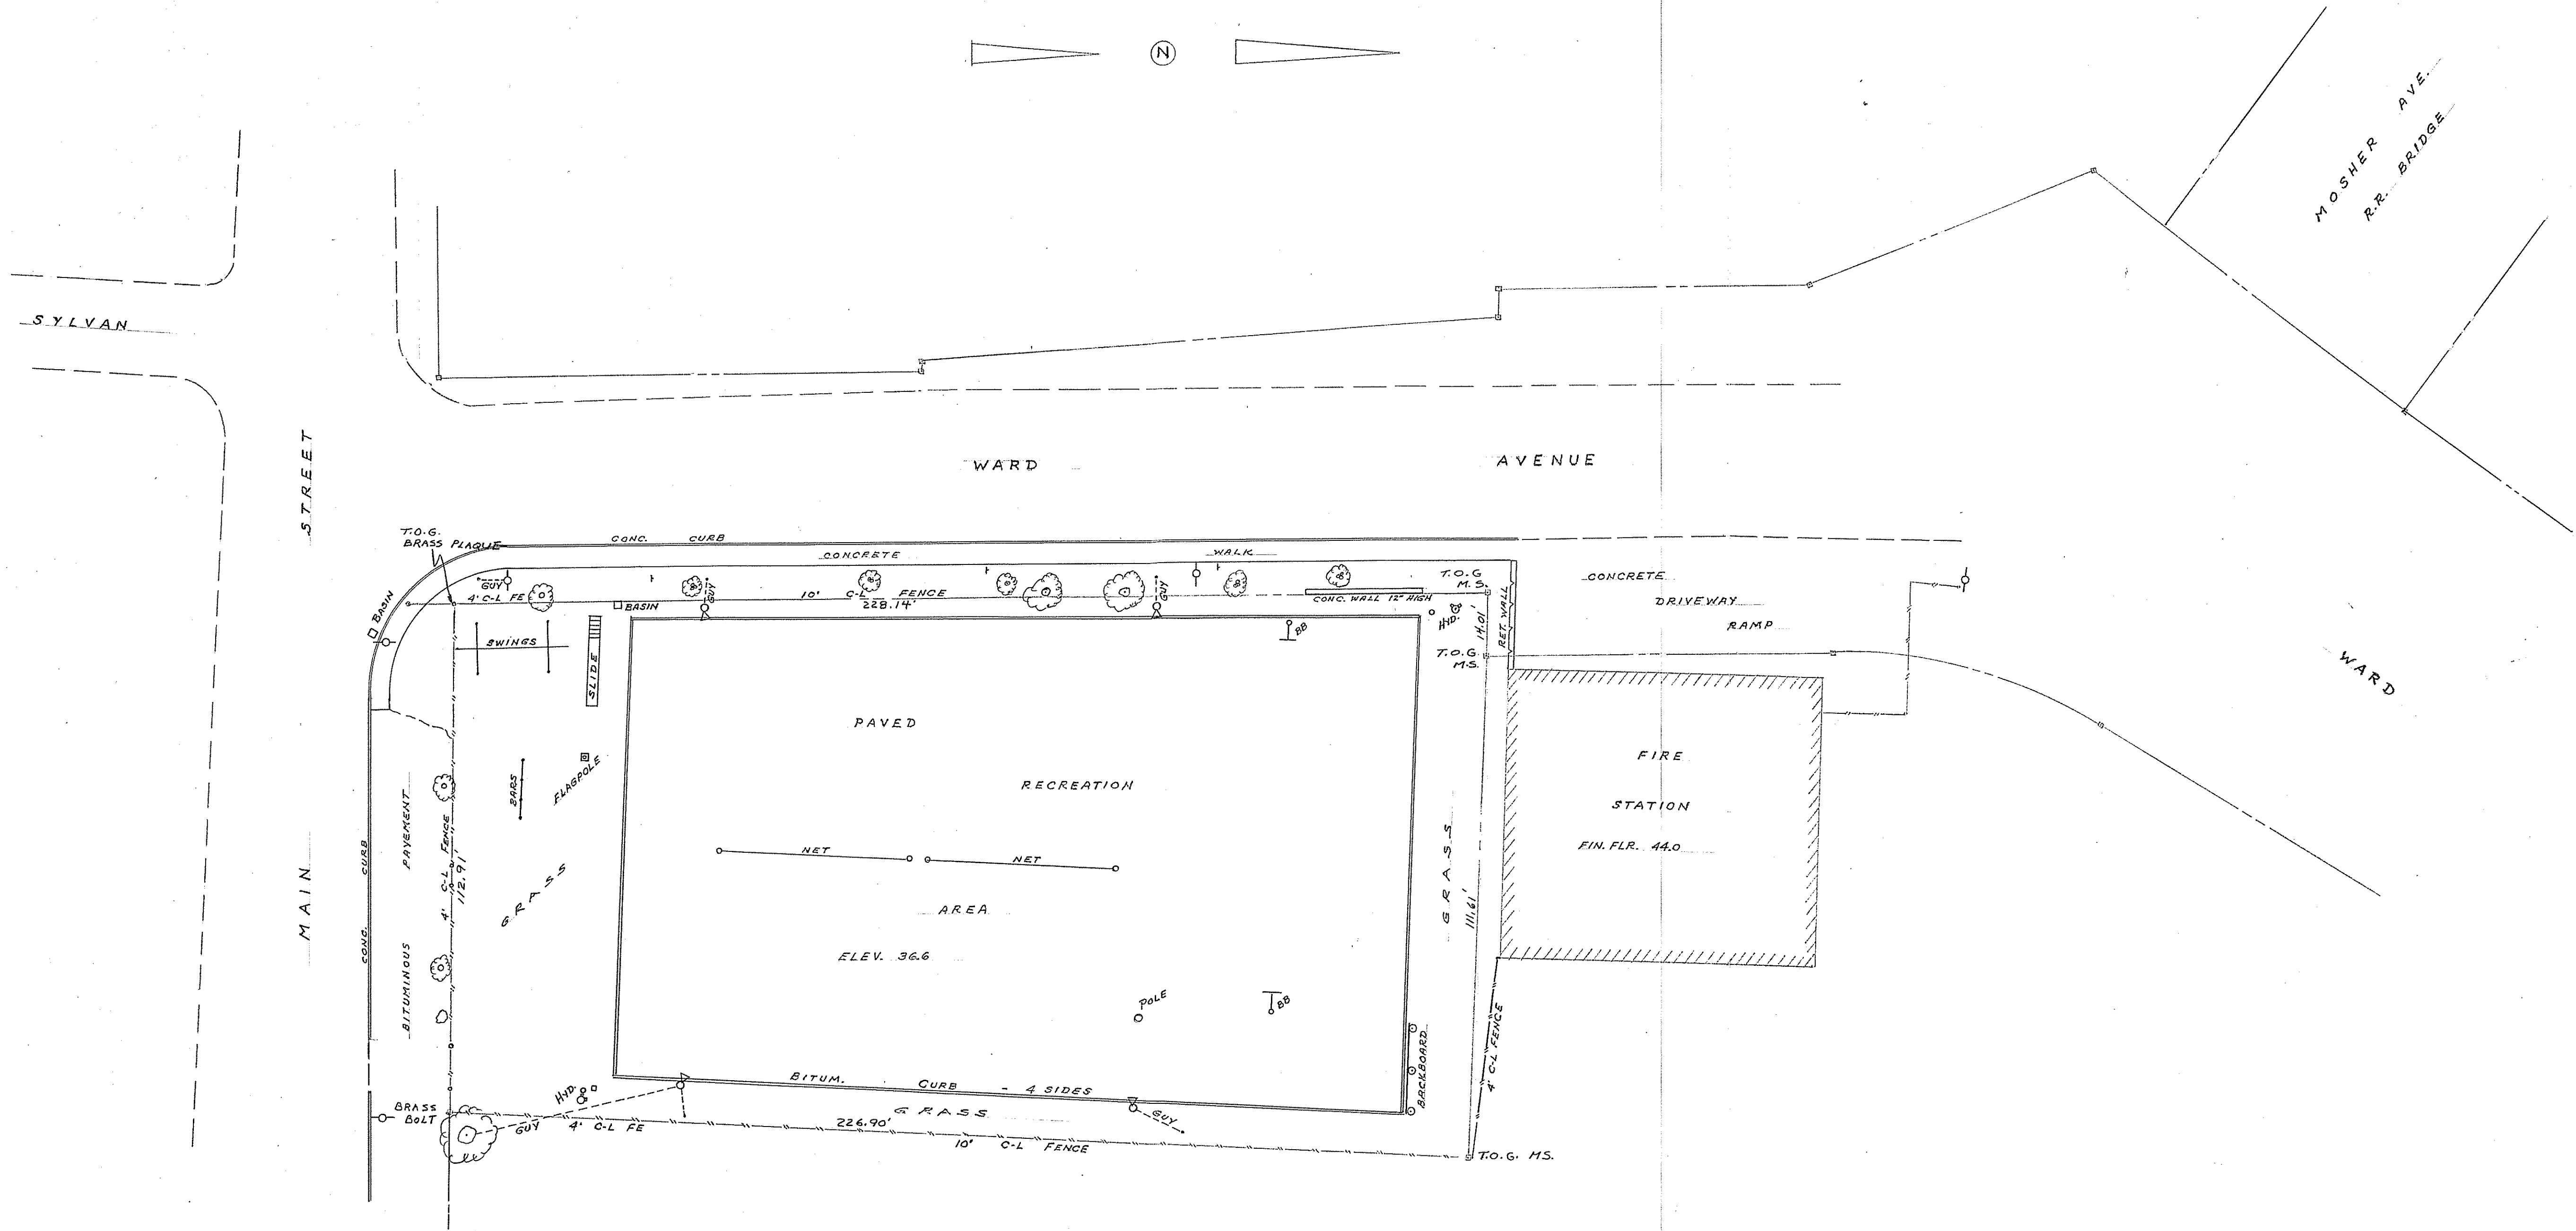 N
MOSHER AVE.
R.R. BRIDGE
SYLVAN
MAIN STREET
WARD AVENUE
WARD
T.O.G.
BRASS PLAQUE
CONC. CURB
CONCRETE WALK
BASIN
GUY
4' C-L FE
BASIN
GUY
10' C-L FENCE
228.14'
GUY
CONC. WALL 12" HIGH
T.O.G
M.S.
HYD.
14.01'
RET. WALL
T.O.G
M.S.
CONCRETE
DRIVEWAY
RAMP
SWINGS
SLIDE
BB
PAVED
RECREATION
AREA
ELEV. 36.6
NET
NET
POLE
BB
BARS
FLAGPOLE
GRASS
CONC. CURB
BITUMINOUS PAVEMENT
4' C-L FENCE
112.91'
GRASS
111.61'
FIRE
STATION
FIN. FLR. 44.0
BACKBOARD
4' C-L FENCE
BITUM. CURB - 4 SIDES
HYD.
BRASS
BOLT
GUY
4' C-L FE
GRASS
226.90'
GUY
10' C-L FENCE
T.O.G. MS.